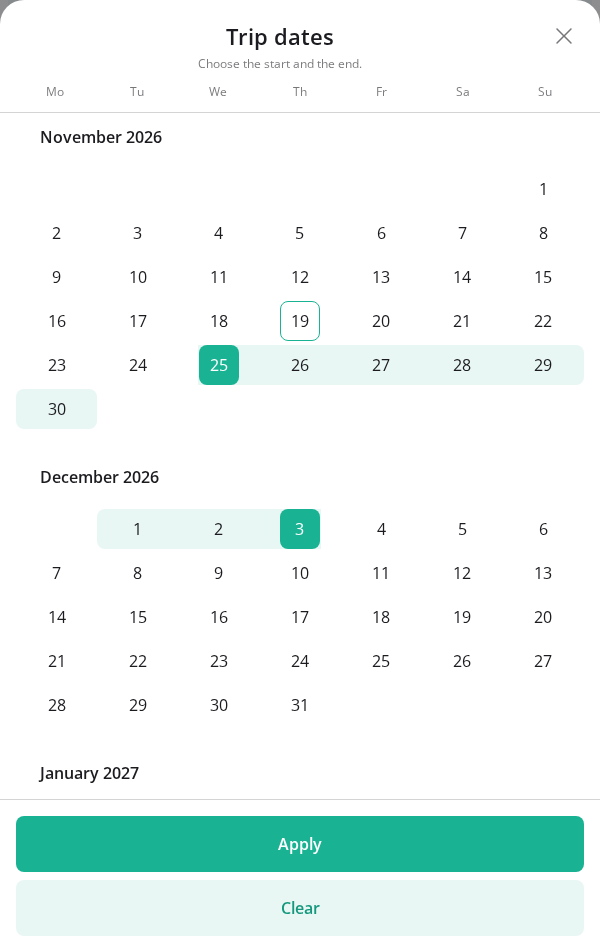 Trip dates
Choose the start and the end.
Mo Tu We Th Fr Sa Su
November 2026
1
2 3 4 5 6 7 8
9 10 11 12 13 14 15
16 17 18 19 20 21 22
23 24 25 26 27 28 29
30
December 2026
1 2 3 4 5 6
7 8 9 10 11 12 13
14 15 16 17 18 19 20
21 22 23 24 25 26 27
28 29 30 31
January 2027
Apply
Clear